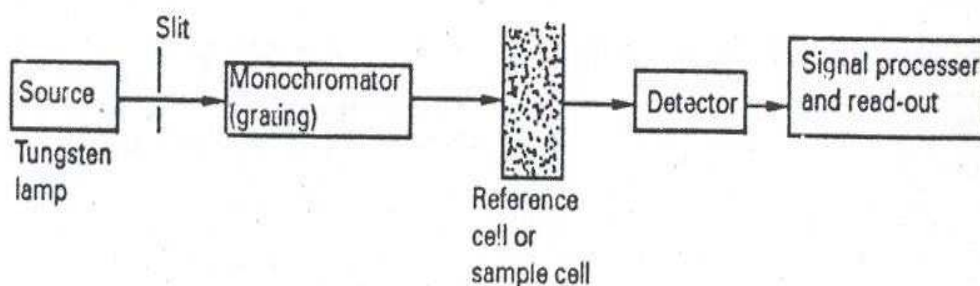 Slit
Source
Tungsten
lamp
Monochromator
(grating)
Reference
cell or
sample cell
Detector
Signal processer
and read-out